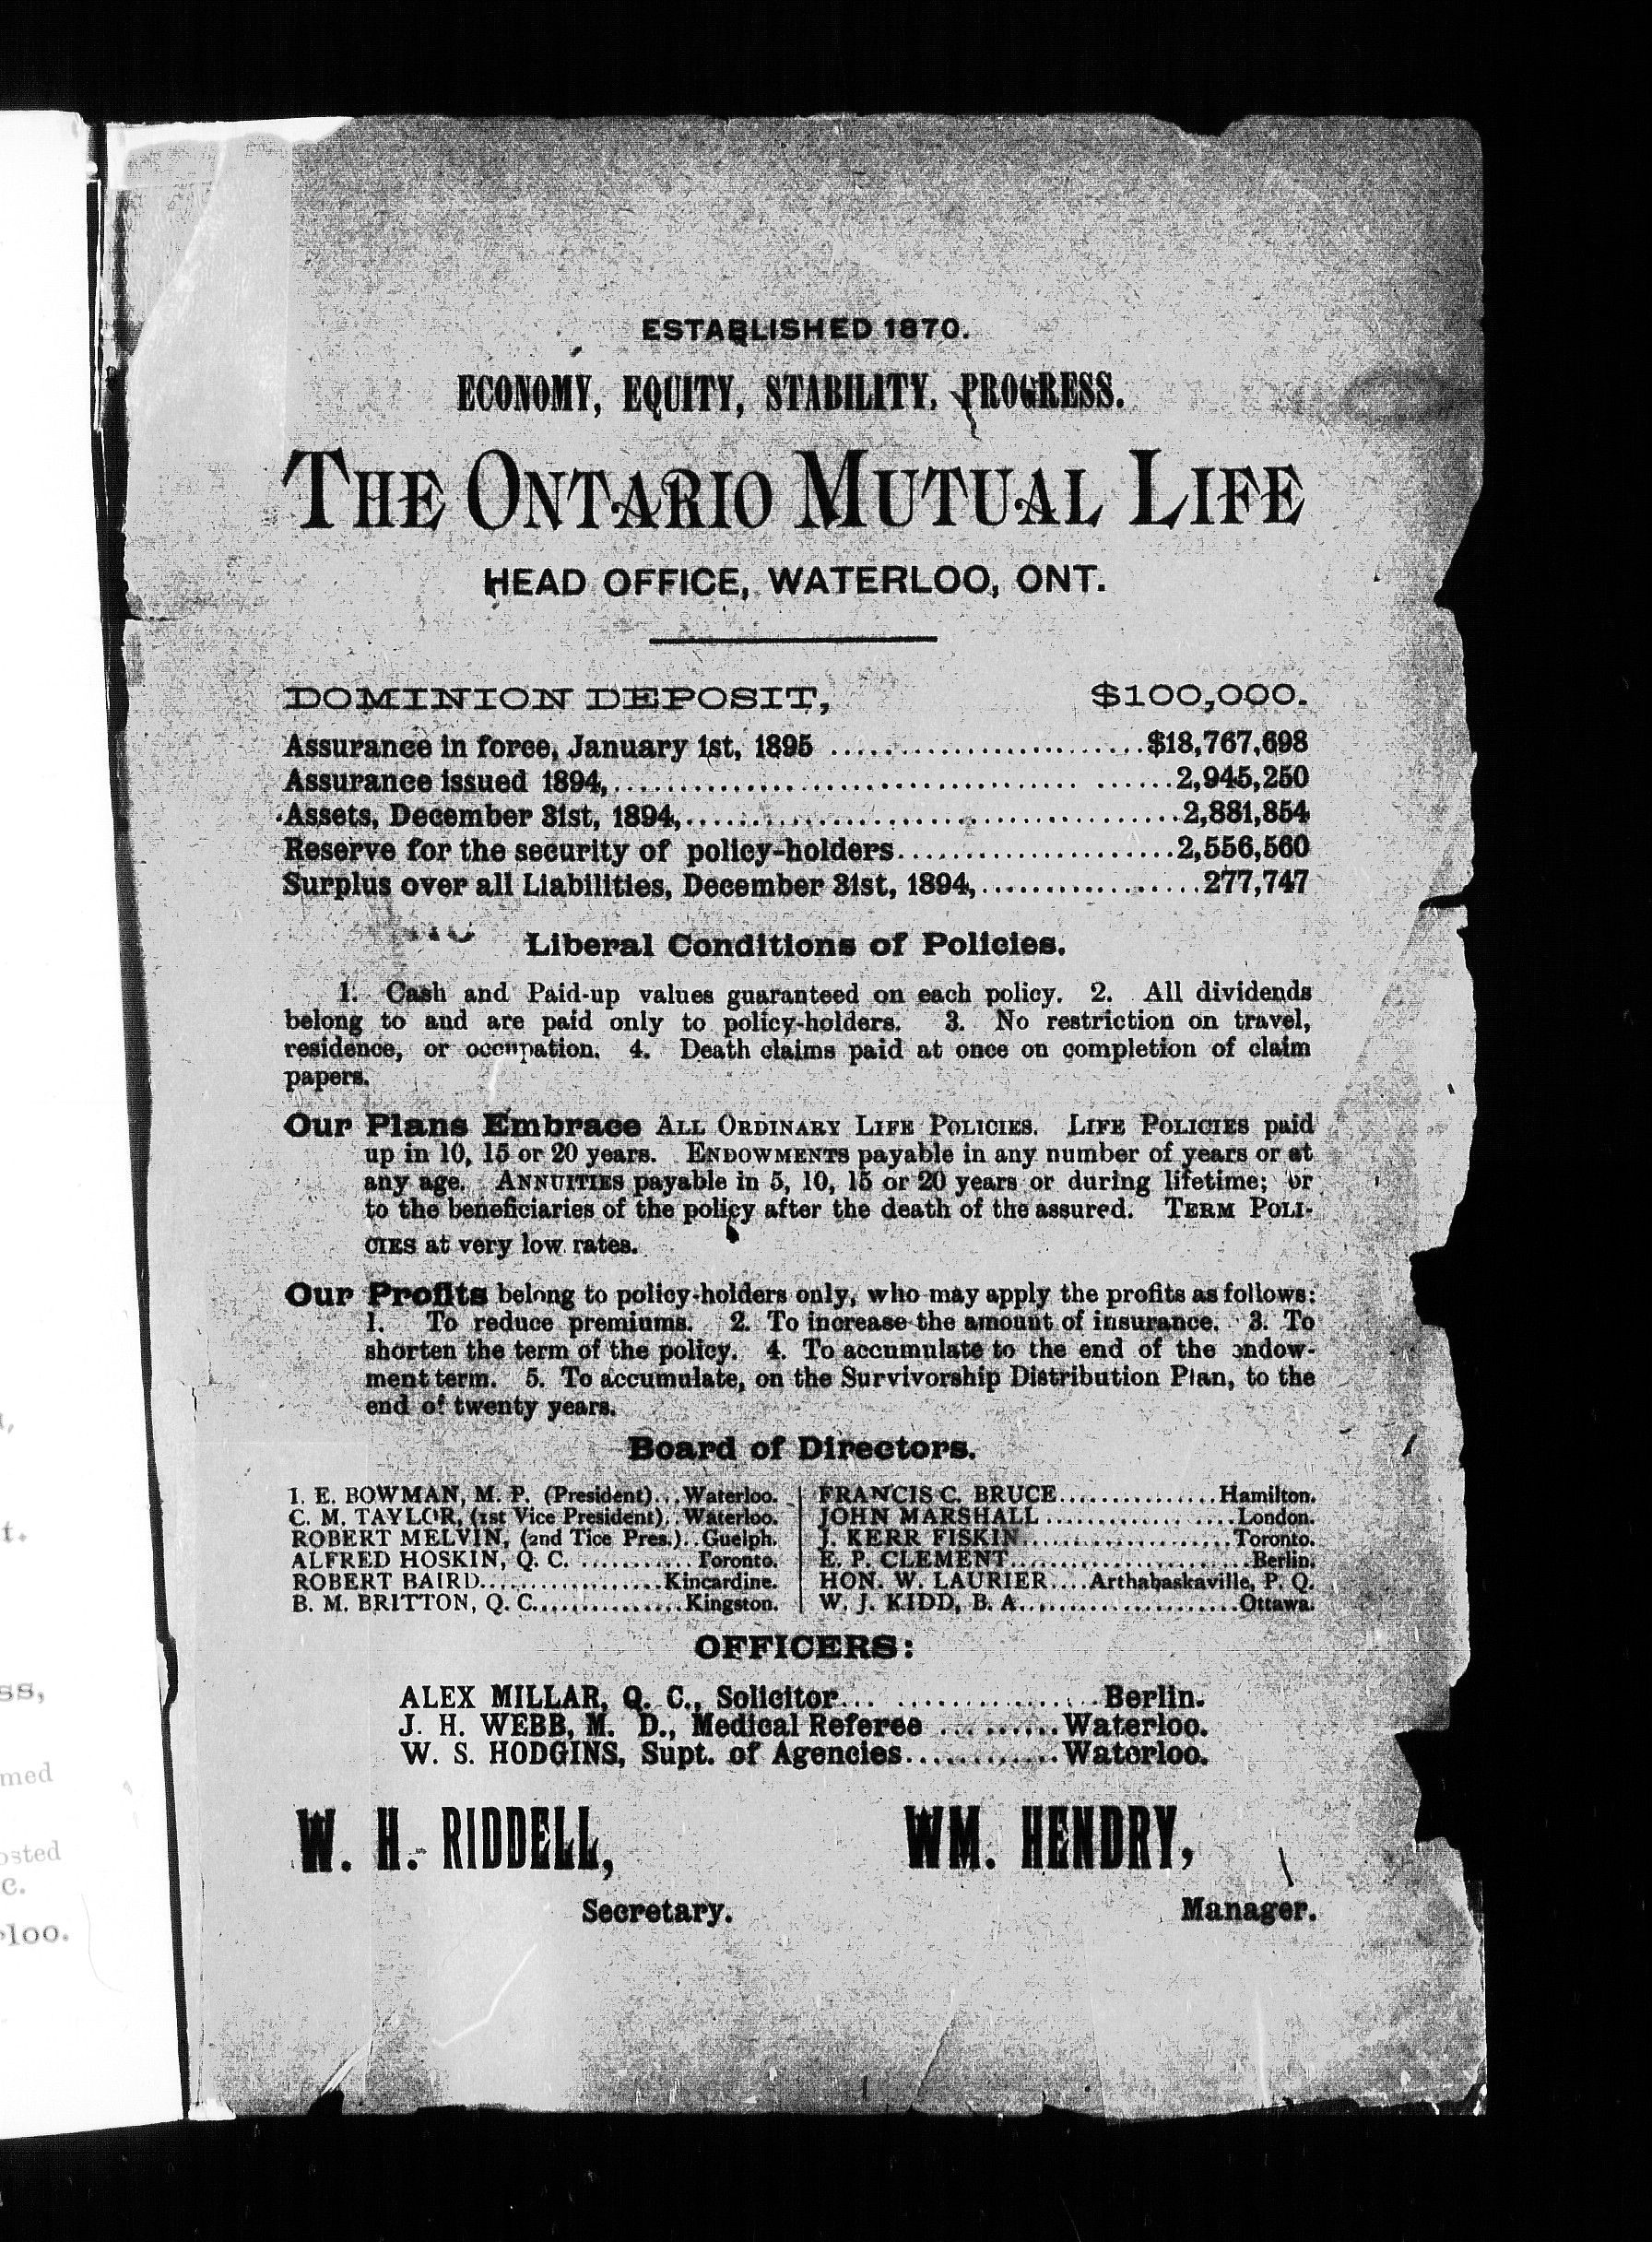 ESTABLISHED 1870.
ECONOMY, EQUITY, STABILITY, PROGRESS.
THE ONTARIO MUTUAL LIFE
HEAD OFFICE, WATERLOO, ONT.
DOMINION DEPOSIT, $100,000.
Assurance in force, January 1st, 1895 ........................$18,767,698
Assurance issued 1894,..........................................2,945,250
Assets, December 31st, 1894,.....................................2,881,854
Reserve for the security of policy-holders.....................2,556,560
Surplus over all Liabilities, December 31st, 1894,.................277,747
Liberal Conditions of Policies.
1. Cash and Paid-up values guaranteed on each policy. 2. All dividends
belong to and are paid only to policy-holders. 3. No restriction on travel,
residence, or occupation. 4. Death claims paid at once on completion of claim
papers.
Our Plans Embrace ALL ORDINARY LIFE POLICIES. LIFE POLICIES paid
up in 10, 15 or 20 years. ENDOWMENTS payable in any number of years or at
any age. ANNUITIES payable in 5, 10, 15 or 20 years or during lifetime; or
to the beneficiaries of the policy after the death of the assured. TERM POLI-
CIES at very low rates.
Our Profits belong to policy-holders only, who may apply the profits as follows:
1. To reduce premiums. 2. To increase the amount of insurance. 3. To
shorten the term of the policy. 4. To accumulate to the end of the endow-
ment term. 5. To accumulate, on the Survivorship Distribution Plan, to the
end of twenty years.
Board of Directors.
I. E. BOWMAN, M. P. (President)...Waterloo.
C. M. TAYLOR, (1st Vice President)..Waterloo.
ROBERT MELVIN, (2nd Tice Pres.)..Guelph.
ALFRED HOSKIN, Q. C. ............Toronto.
ROBERT BAIRD..................Kincardine.
B. M. BRITTON, Q. C...............Kingston.
FRANCIS C. BRUCE...............Hamilton.
JOHN MARSHALL...................London.
J. KERR FISKIN.....................Toronto.
E. P. CLEMENT........................Berlin.
HON. W. LAURIER....Arthabaskaville, P. Q.
W. J. KIDD, B. A......................Ottawa.
OFFICERS:
ALEX MILLAR, Q. C., Solicitor... ...............Berlin.
J. H. WEBB, M. D., Medical Referee ..........Waterloo.
W. S. HODGINS, Supt. of Agencies............Waterloo.
W. H. RIDDELL,
Secretary.
WM. HENDRY,
Manager.